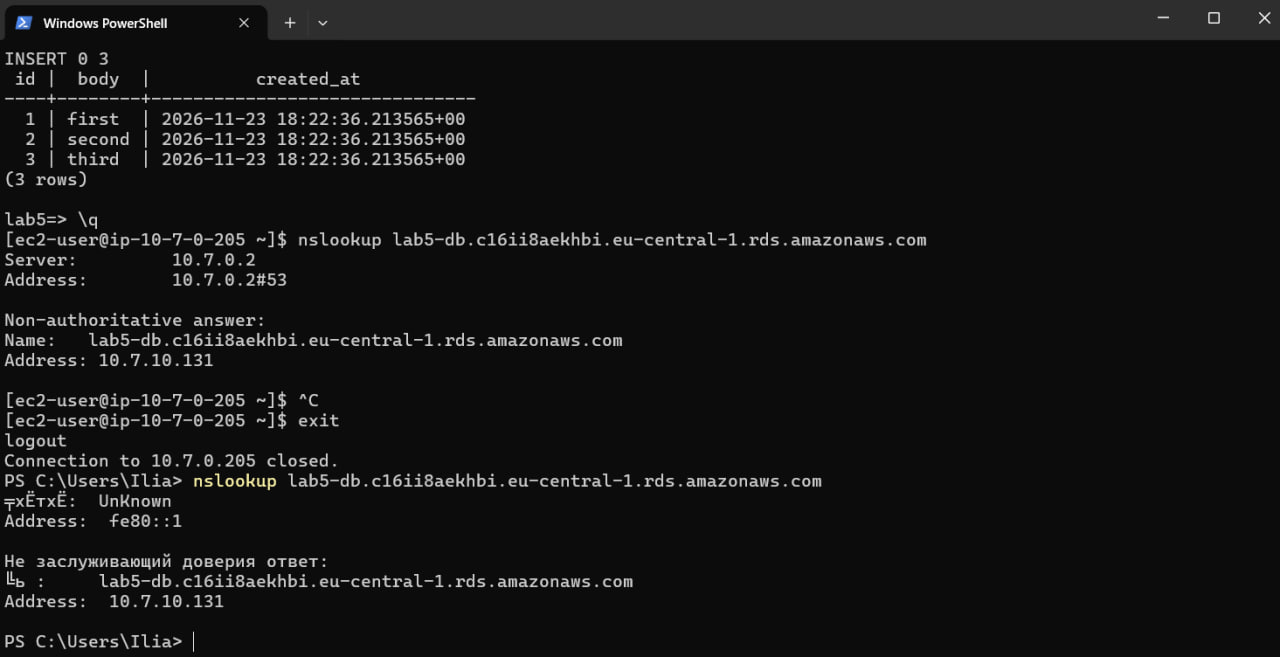 Windows PowerShell
INSERT 0 3
 id |  body  |          created_at
----+--------+-------------------------------
  1 | first  | 2026-11-23 18:22:36.213565+00
  2 | second | 2026-11-23 18:22:36.213565+00
  3 | third  | 2026-11-23 18:22:36.213565+00
(3 rows)
lab5=> \q
[ec2-user@ip-10-7-0-205 ~]$ nslookup lab5-db.c16ii8aekhbi.eu-central-1.rds.amazonaws.com
Server:         10.7.0.2
Address:        10.7.0.2#53
Non-authoritative answer:
Name:   lab5-db.c16ii8aekhbi.eu-central-1.rds.amazonaws.com
Address: 10.7.10.131
[ec2-user@ip-10-7-0-205 ~]$ ^C
[ec2-user@ip-10-7-0-205 ~]$ exit
logout
Connection to 10.7.0.205 closed.
PS C:\Users\Ilia> nslookup lab5-db.c16ii8aekhbi.eu-central-1.rds.amazonaws.com
╤хЁтхЁ:  UnKnown
Address:  fe80::1
Не заслуживающий доверия ответ:
╚ь :     lab5-db.c16ii8aekhbi.eu-central-1.rds.amazonaws.com
Address:  10.7.10.131
PS C:\Users\Ilia>